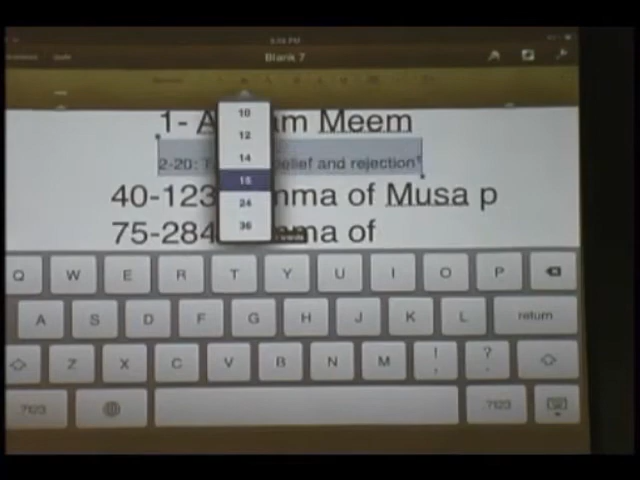 Blank 7
10
12
14
18
24
36
1- A am Meem
2-20: T elief and rejection
40-123 mma of Musa p
75-284 ma of
Q W E R T Y U I O P
A S D F G H J K L return
Z X C V B N M ! , ? .
.?123 .?123